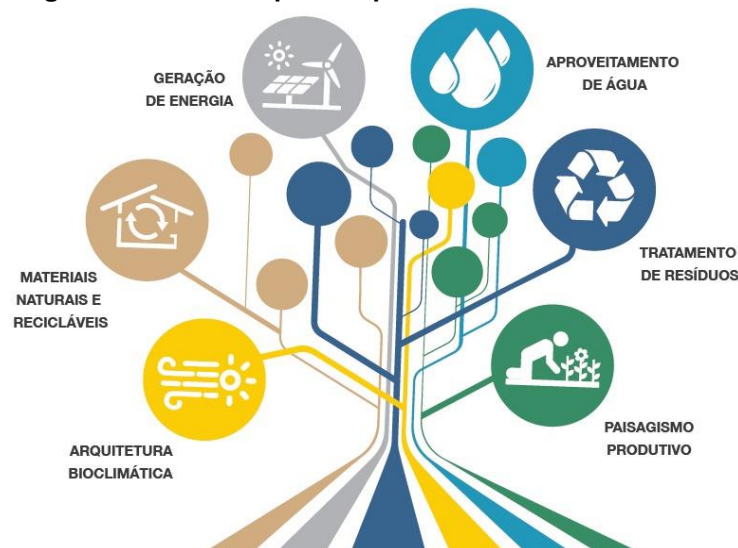 GERAÇÃO
DE ENERGIA
APROVEITAMENTO
DE ÁGUA
MATERIAIS
NATURAIS E
RECICLÁVEIS
TRATAMENTO
DE RESÍDUOS
ARQUITETURA
BIOCLIMÁTICA
PAISAGISMO
PRODUTIVO